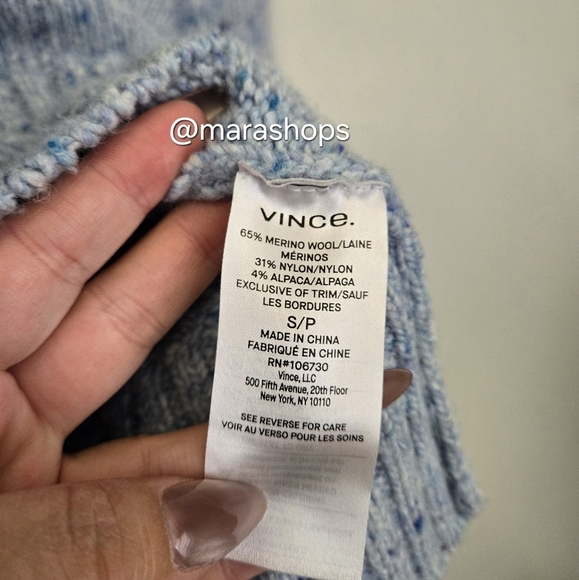 @marashops
VINCE.
65% MERINO WOOL/LAINE
MÉRINOS
31% NYLON/NYLON
4% ALPACA/ALPAGA
EXCLUSIVE OF TRIM/SAUF
LES BORDURES
S/P
MADE IN CHINA
FABRIQUÉ EN CHINE
RN#106730
Vince, LLC
500 Fifth Avenue, 20th Floor
New York, NY 10110
SEE REVERSE FOR CARE
VOIR AU VERSO POUR LES SOINS